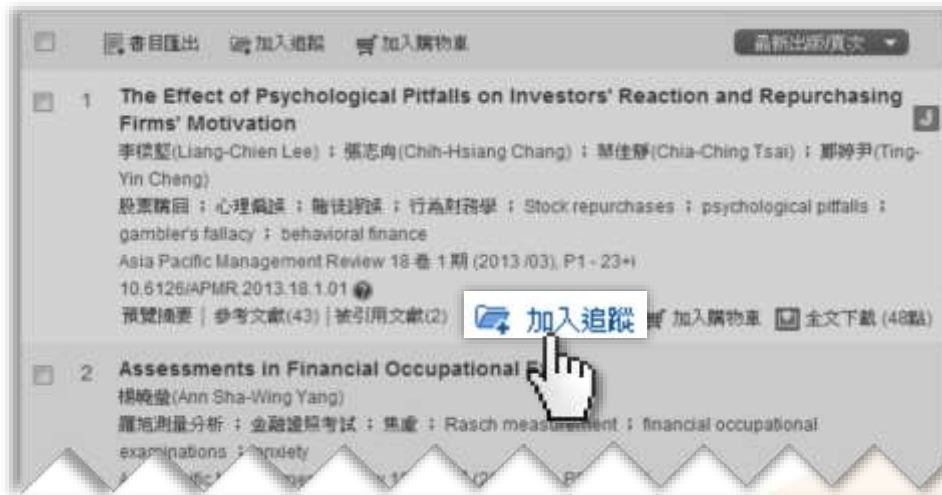 書目匯出 加入追蹤 加入購物車 最新出版/頁次
1 The Effect of Psychological Pitfalls on Investors' Reaction and Repurchasing
Firms' Motivation
J
(Liang-Chien Lee)；張志向(Chih-Hsiang Chang)；蔡佳靜(Chia-Ching Tsai)；鄭婷尹(Ting-
Yin Cheng)
股票購回；心理偏誤；賭徒謬誤；行為財務學；Stock repurchases；psychological pitfalls；
gambler's fallacy；behavioral finance
Asia Pacific Management Review 18 卷 1 期 (2013 /03), P1 - 23+i
10.6126/APMR.2013.18.1.01
預覽摘要｜參考文獻(43)｜被引用文獻(2) 加入追蹤 加入購物車 全文下載 (48點)
2 Assessments in Financial Occupational
楊曉瑩(Ann Sha-Wing Yang)
羅旭測量分析；金融證照考試；焦慮；Rasch measurement；financial occupational
examinations；anxiety